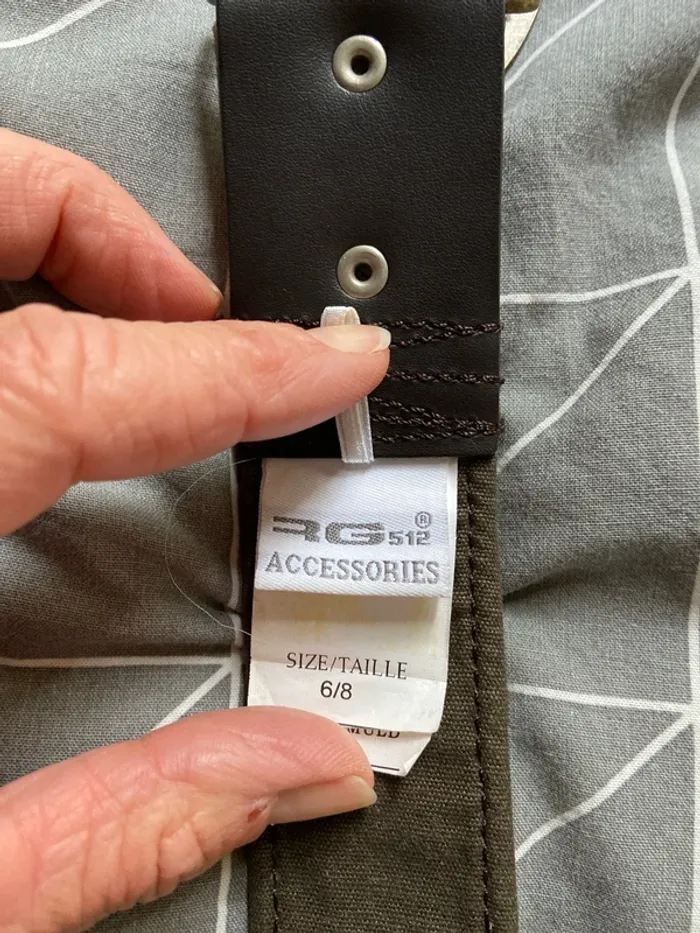 RG512®
ACCESSORIES
SIZE/TAILLE
6/8